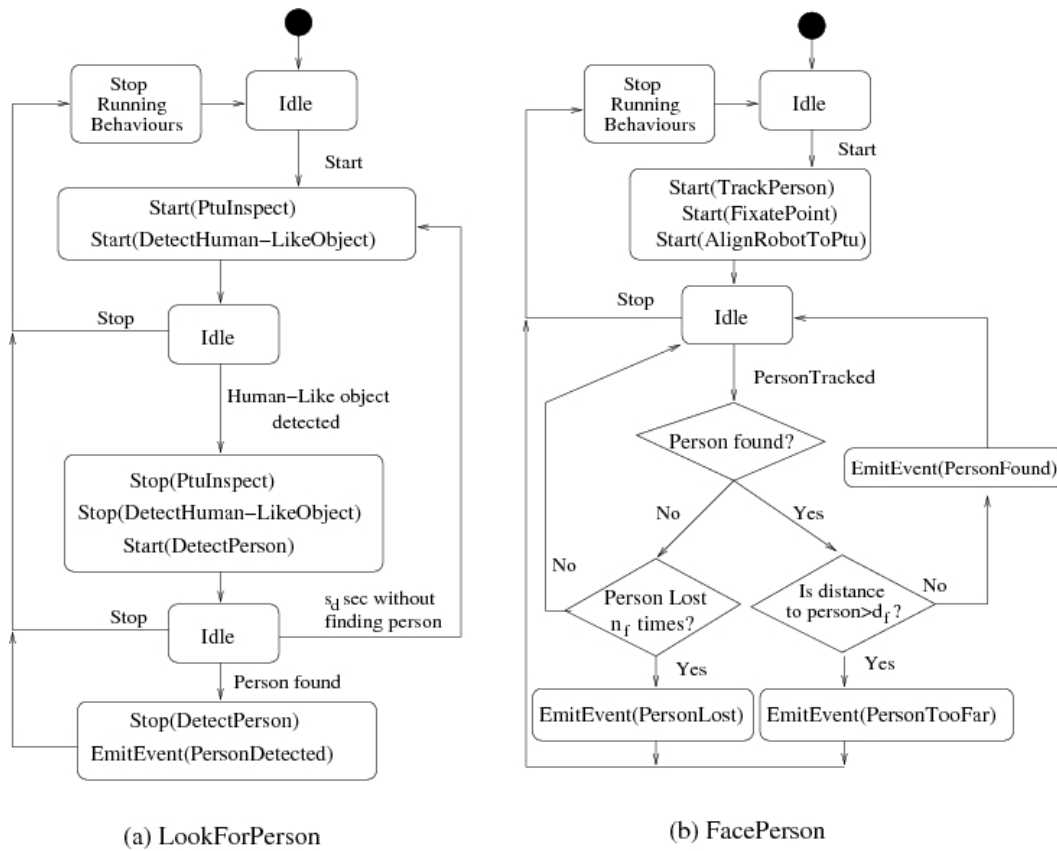 Stop
Running
Behaviours
Idle
Start
Start(PtuInspect)
Start(DetectHuman-LikeObject)
Stop
Idle
Human-Like object
detected
Stop(PtuInspect)
Stop(DetectHuman-LikeObject)
Start(DetectPerson)
Stop
Idle
s_d sec without
finding person
Person found
Stop(DetectPerson)
EmitEvent(PersonDetected)
(a) LookForPerson
Stop
Running
Behaviours
Idle
Start
Start(TrackPerson)
Start(FixatePoint)
Start(AlignRobotToPtu)
Stop
Idle
PersonTracked
Person found?
EmitEvent(PersonFound)
No
Yes
No
Person Lost
n_f times?
Is distance
to person>d_f?
No
Yes
Yes
EmitEvent(PersonLost)
EmitEvent(PersonTooFar)
(b) FacePerson